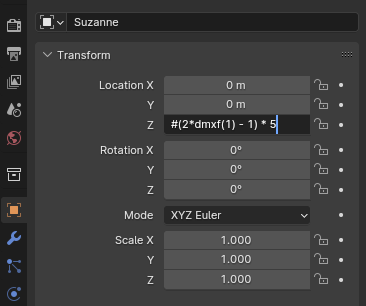 Suzanne
Transform
Location X 0 m
Y 0 m
Z #(2*dmxf(1) - 1) * 5
Rotation X 0°
Y 0°
Z 0°
Mode XYZ Euler
Scale X 1.000
Y 1.000
Z 1.000